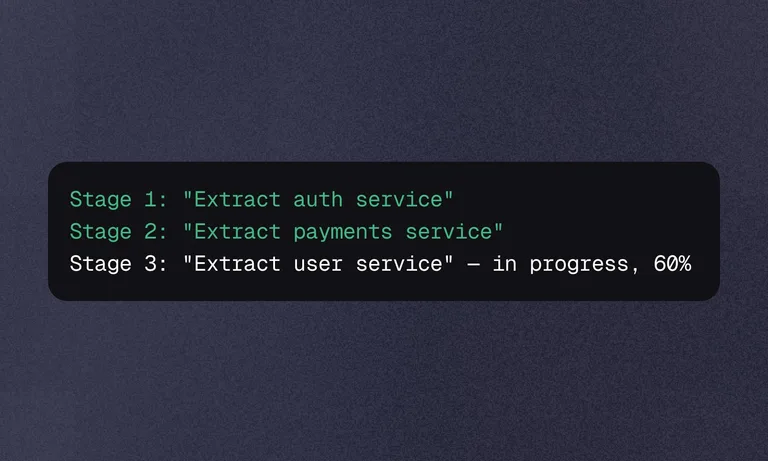 Stage 1: "Extract auth service"
Stage 2: "Extract payments service"
Stage 3: "Extract user service" — in progress, 60%